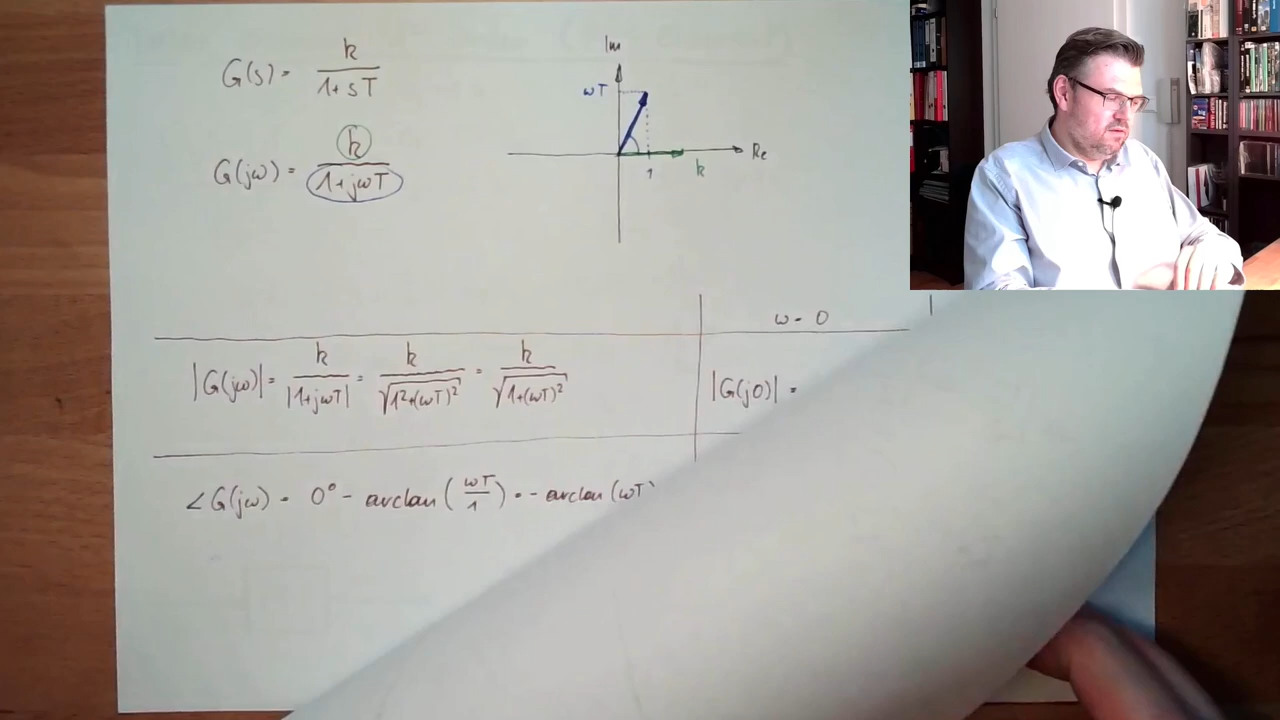 G(s) = k / 1+sT
G(jω) = k / 1+jωT
Im
ωT
Re
1
k
ω = 0
|G(jω)| = k / |1+jωT| = k / √1²+(ωT)² = k / √1+(ωT)²
|G(j0)| =
∠G(jω) = 0° - arctan (ωT / 1) = - arctan (ωT)